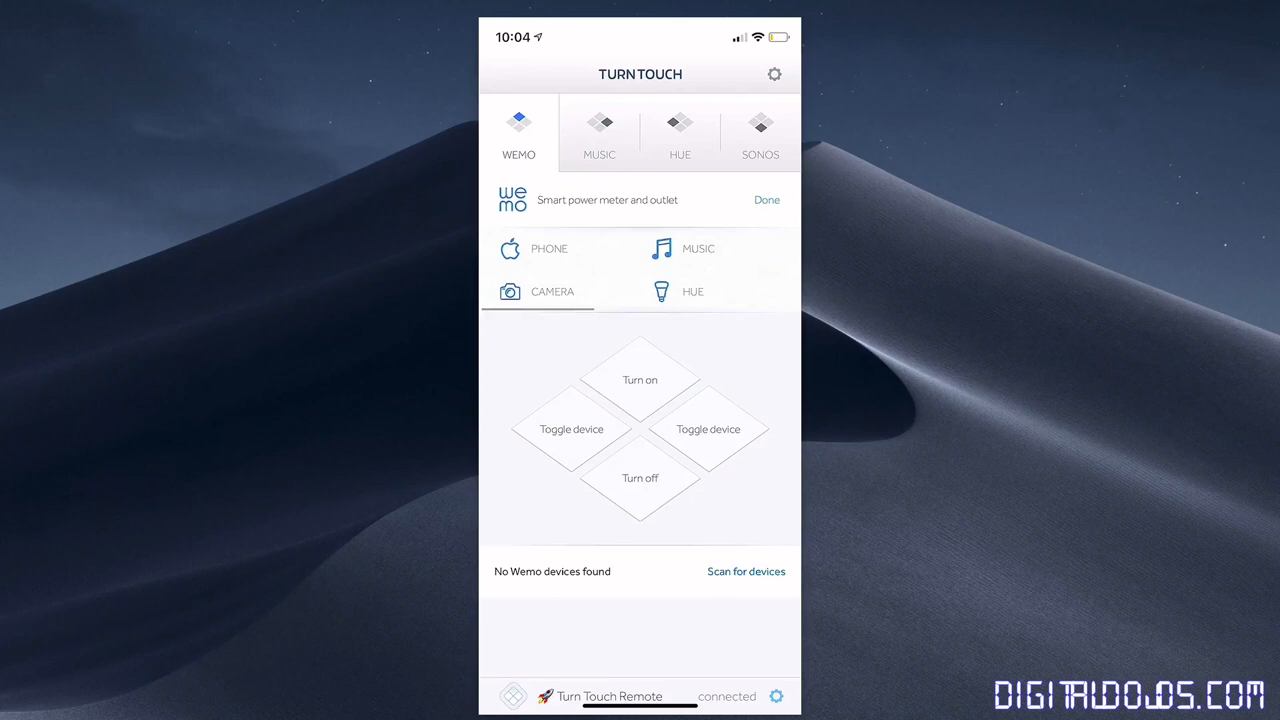 10:04
TURN TOUCH
WEMO
MUSIC
HUE
SONOS
we
mo
Smart power meter and outlet
Done
PHONE
MUSIC
CAMERA
HUE
Turn on
Toggle device
Toggle device
Turn off
No Wemo devices found
Scan for devices
Turn Touch Remote
connected
DIGITALDOJOS.COM